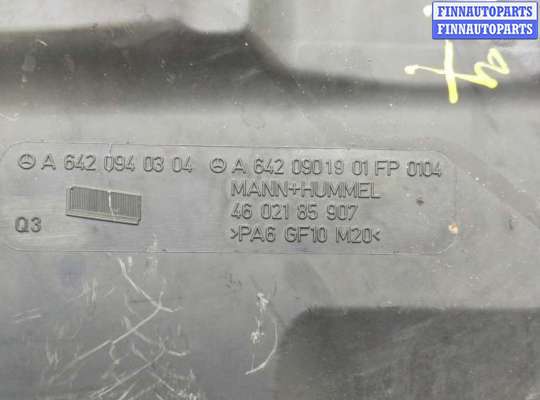 FINNAUTOPARTS
FINNAUTOPARTS
A 642 094 03 04 A 642 090 19 01 FP 0104
MANN+HUMMEL
46 021 85 907
Q3 >PA6 GF10 M20<